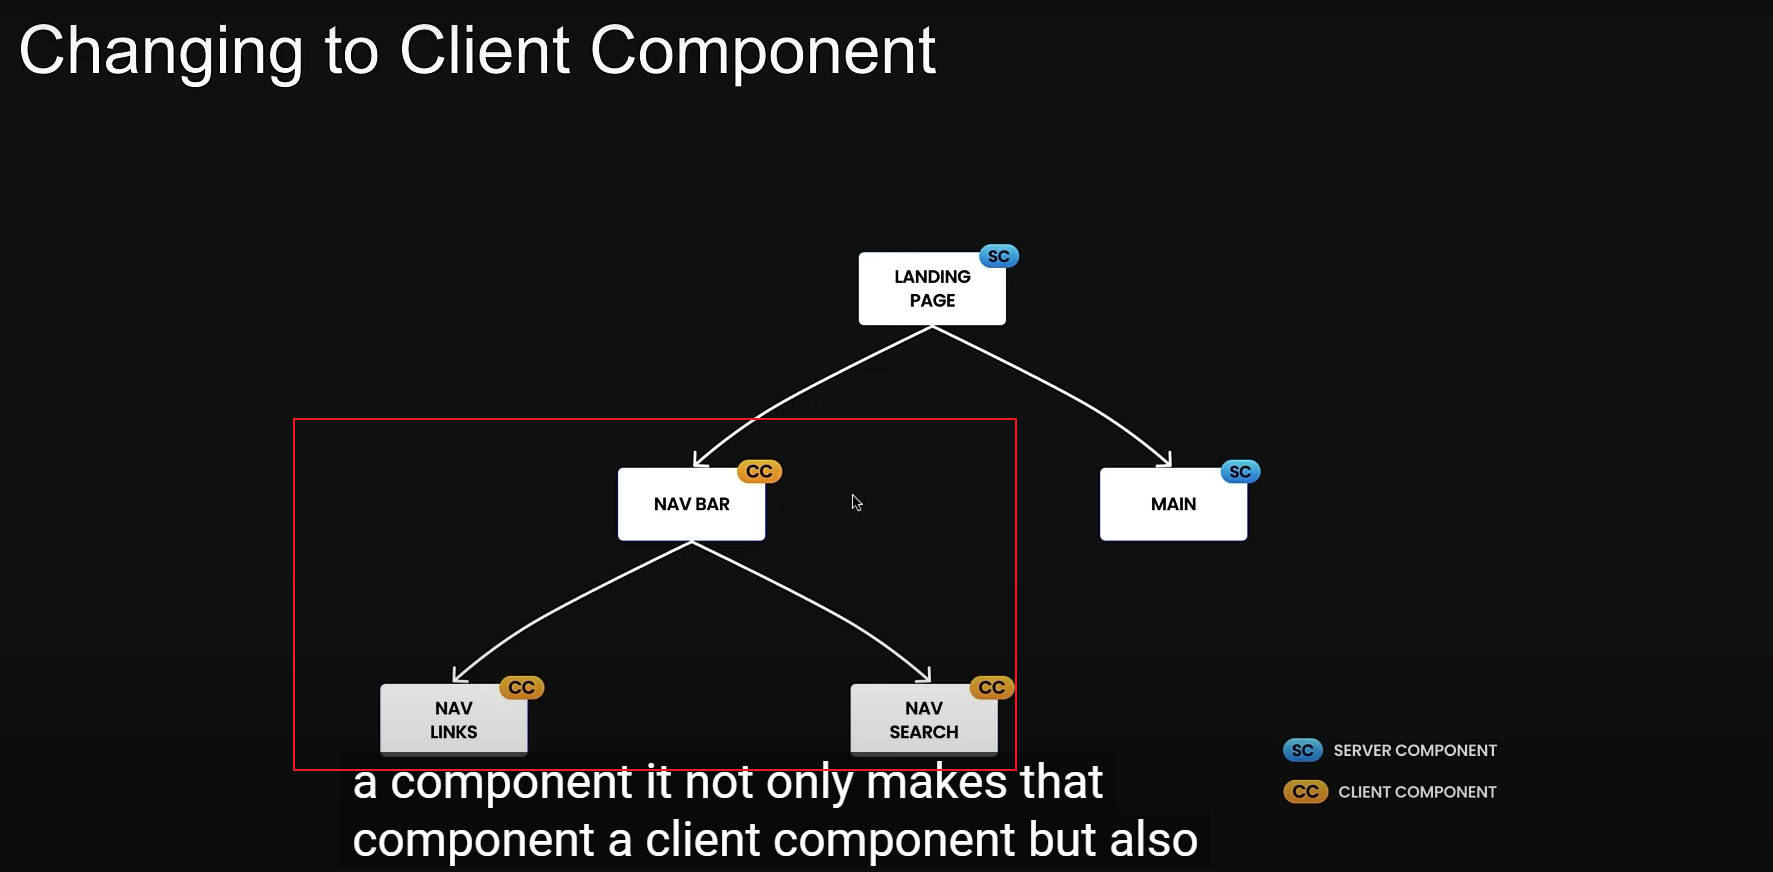 Changing to Client Component
SC
LANDING
PAGE
CC
NAV BAR
SC
MAIN
CC
NAV
LINKS
CC
NAV
SEARCH
SC SERVER COMPONENT
CC CLIENT COMPONENT
a component it not only makes that
component a client component but also